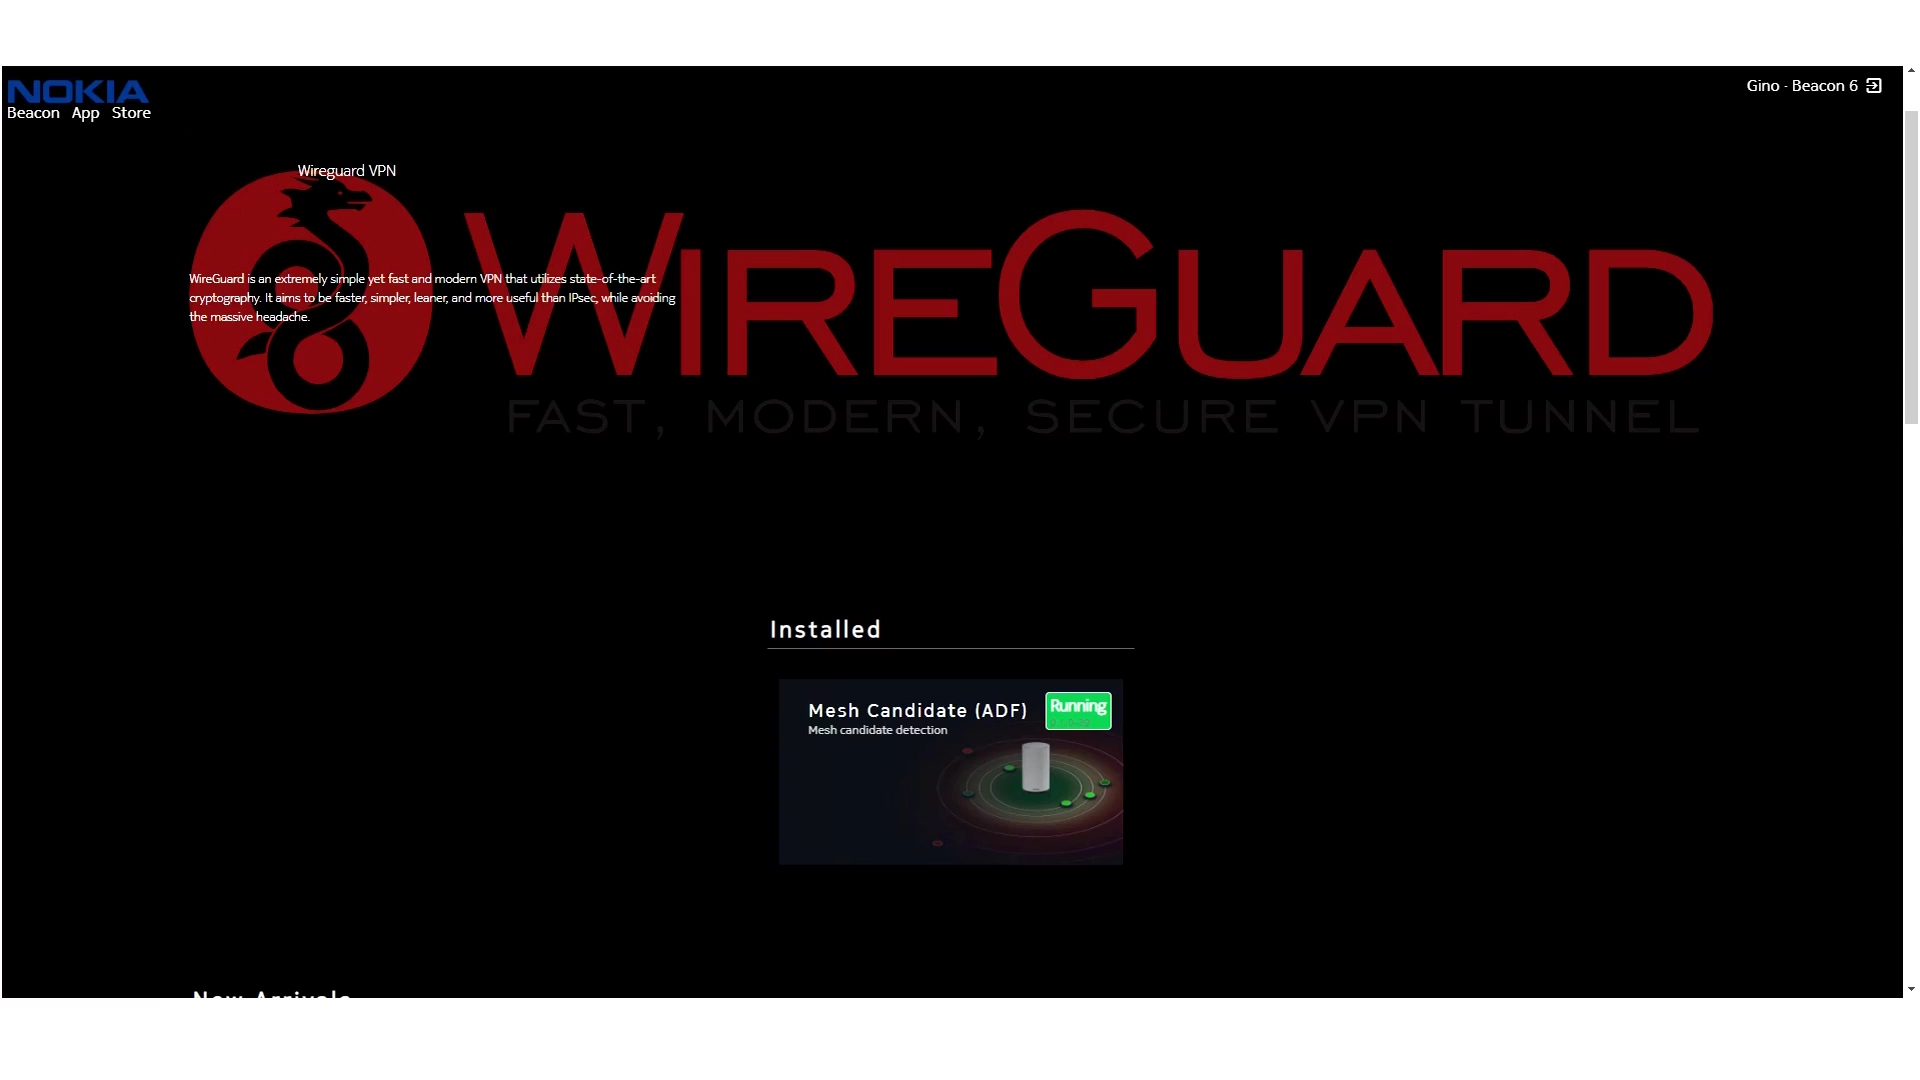 NOKIA
Beacon App Store
Gino - Beacon 6
Wireguard VPN
WIREGUARD
FAST, MODERN, SECURE VPN TUNNEL
WireGuard is an extremely simple yet fast and modern VPN that utilizes state-of-the-art
cryptography. It aims to be faster, simpler, leaner, and more useful than IPsec, while avoiding
the massive headache.
Installed
Mesh Candidate (ADF)
Running
Mesh candidate detection
New Arrivals